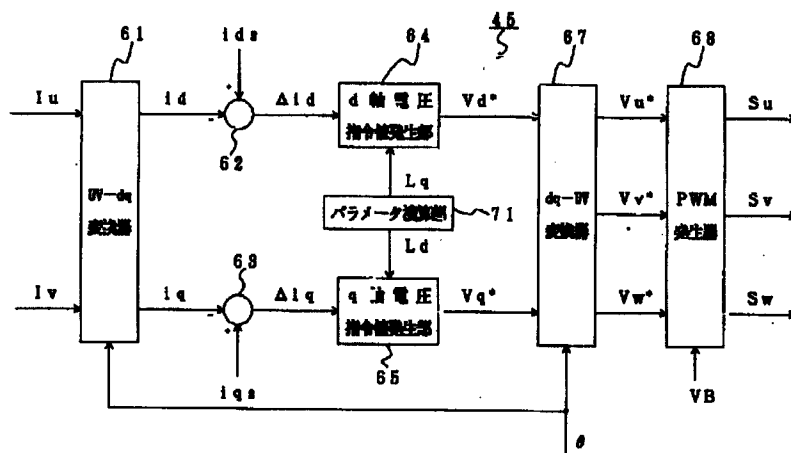 61
ids
64
45
67
68
Iu
id
Δid
d軸電圧
指令値発生部
Vd*
Vu*
Su
62
Lq
UV-dq
変換器
パラメータ演算部
71
dq-UV
変換器
Vv*
PWM
発生器
Sv
Ld
63
Iv
iq
Δiq
q軸電圧
指令値発生部
Vq*
Vw*
Sw
65
iqs
VB
θ